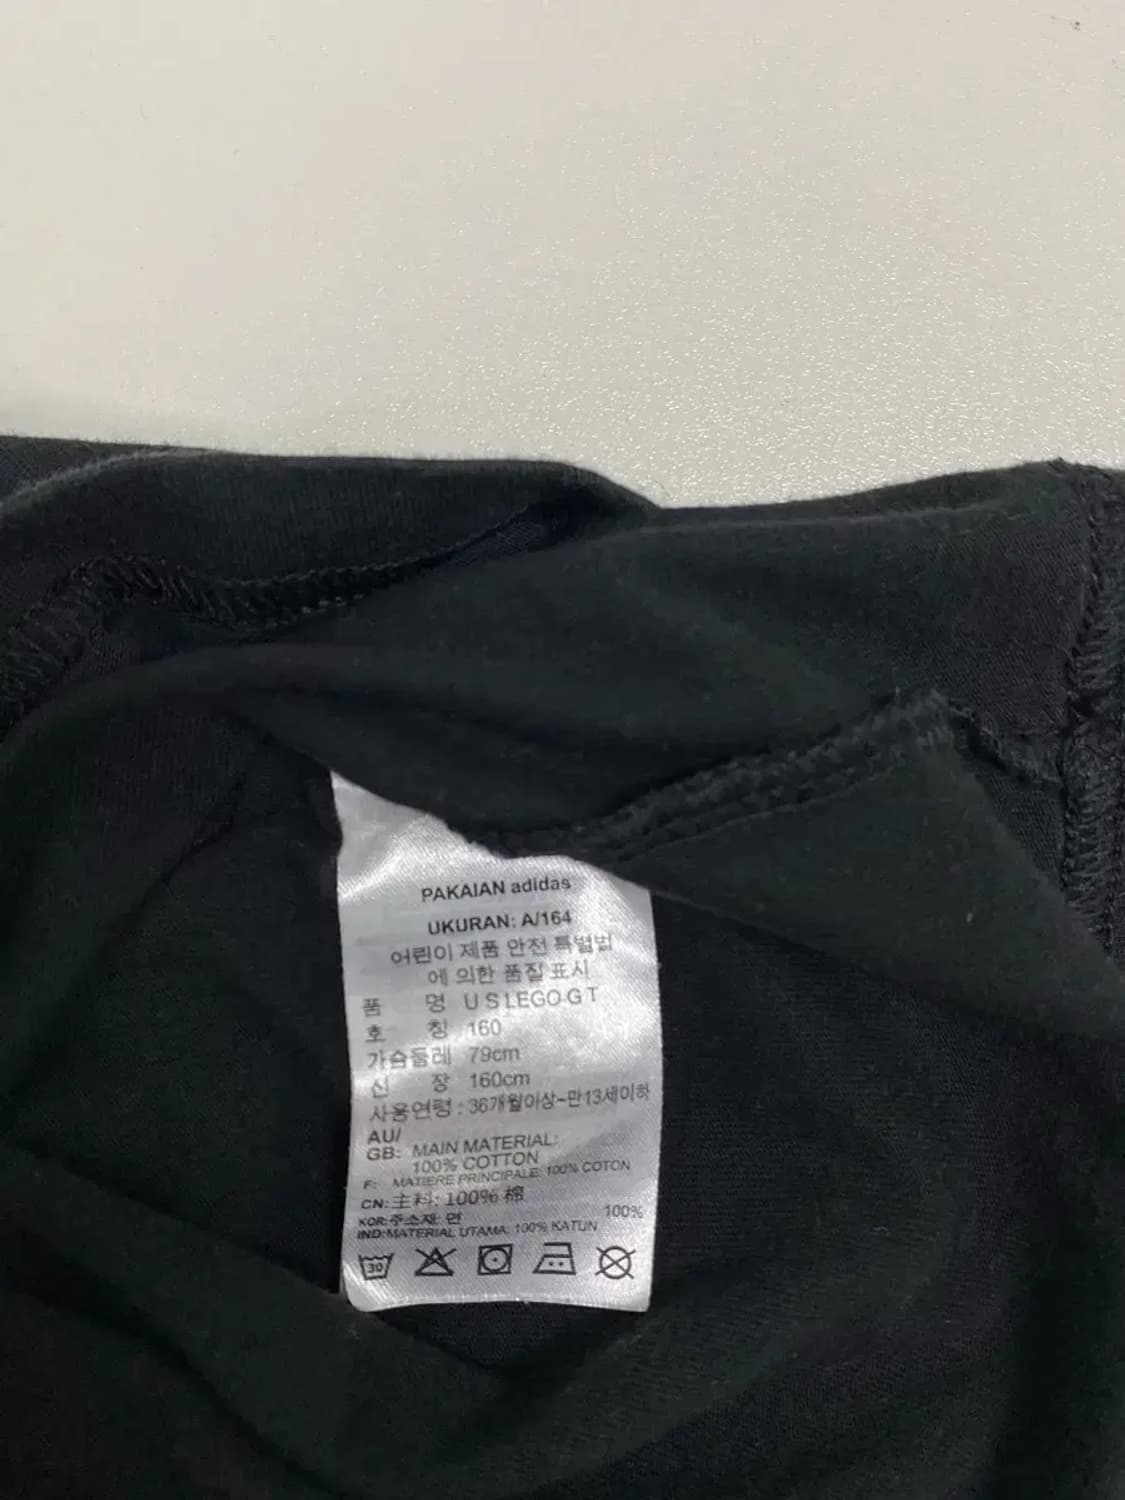 PAKAIAN adidas
UKURAN: A/164
어린이 제품 안전 특별법
에 의한 품질 표시
품 명 U S LEGO G T
호 칭 160
가슴둘레 79cm
신 장 160cm
사용연령 : 36개월이상~만13세이하
AU/
GB: MAIN MATERIAL:
100% COTTON
F: MATIERE PRINCIPALE: 100% COTON
CN: 主料: 100% 棉
KOR: 주소재: 면 100%
IND: MATERIAL UTAMA: 100% KATUN
30